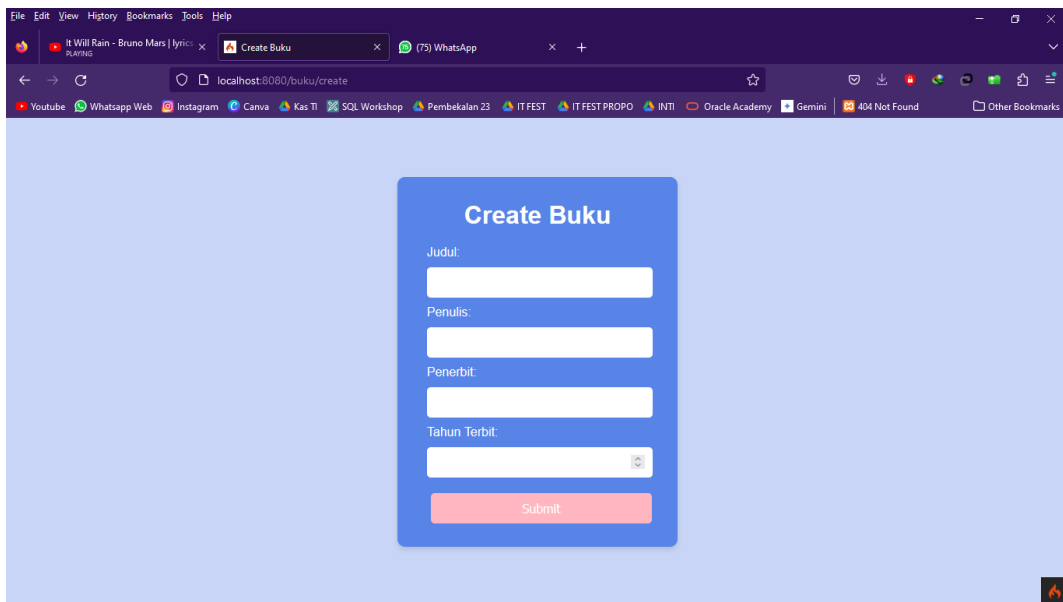 File Edit View History Bookmarks Tools Help
It Will Rain - Bruno Mars | lyrics
PLAYING
Create Buku
(75) WhatsApp
localhost:8080/buku/create
Youtube Whatsapp Web Instagram Canva Kas TI SQL Workshop Pembekalan 23 IT FEST IT FEST PROPO INTI Oracle Academy Gemini 404 Not Found Other Bookmarks
Create Buku
Judul:
Penulis:
Penerbit:
Tahun Terbit:
Submit